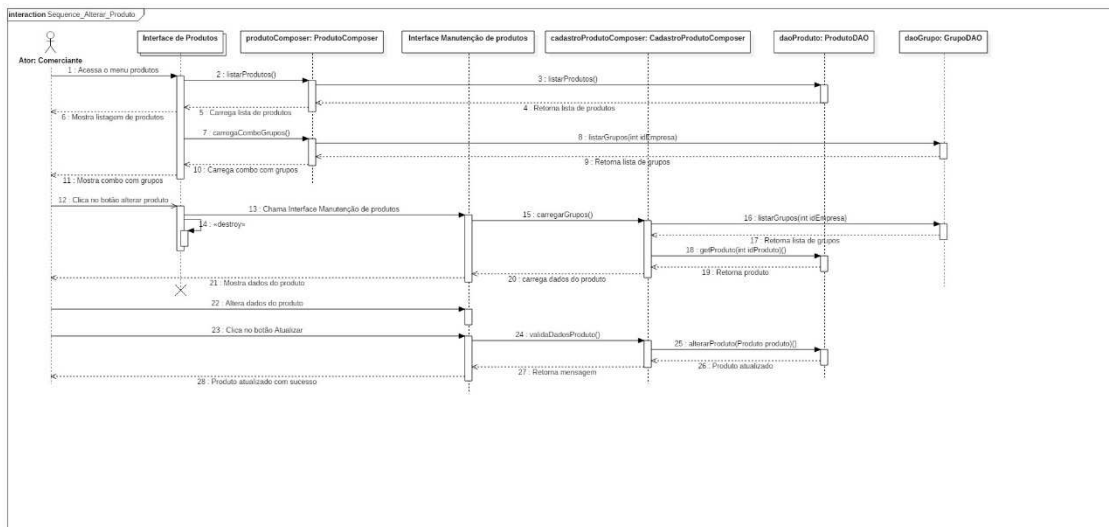 interaction Sequence_Alterar_Produto
Interface de Produtos
produtoComposer: ProdutoComposer
Interface Manutenção de produtos
cadastroProdutoComposer: CadastroProdutoComposer
daoProduto: ProdutoDAO
daoGrupo: GrupoDAO
Ator: Comerciante
1 : Acessa o menu produtos
2 : listarProdutos()
3 : listarProdutos()
4 : Retorna lista de produtos
5 : Carrega lista de produtos
6 : Mostra listagem de produtos
7 : carregaComboGrupos()
8 : listarGrupos(int idEmpresa)
9 : Retorna lista de grupos
10 : Carrega combo com grupos
11 : Mostra combo com grupos
12 : Clica no botão alterar produto
13 : Chama Interface Manutenção de produtos
14 : «destroy»
15 : carregarGrupos()
16 : listarGrupos(int idEmpresa)
17 : Retorna lista de grupos
18 : getProduto(int idProduto)()
19 : Retorna produto
20 : carrega dados do produto
21 : Mostra dados do produto
22 : Altera dados do produto
23 : Clica no botão Atualizar
24 : validaDadosProduto()
25 : alterarProduto(Produto produto)()
26 : Produto atualizado
27 : Retorna mensagem
28 : Produto atualizado com sucesso